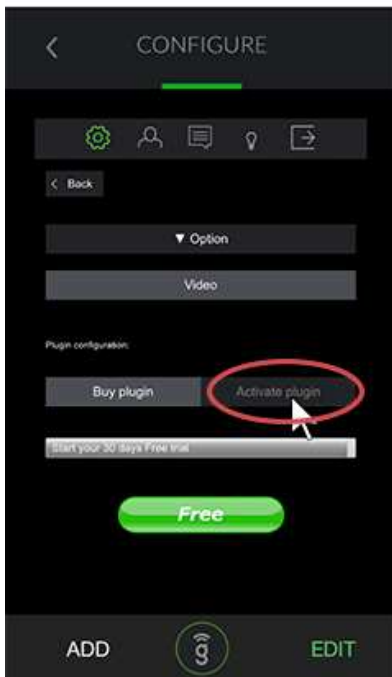 CONFIGURE
< Back
▼ Option
Video
Plugin configuration:
Buy plugin Activate plugin
Start your 30 days Free trial
Free
ADD g EDIT